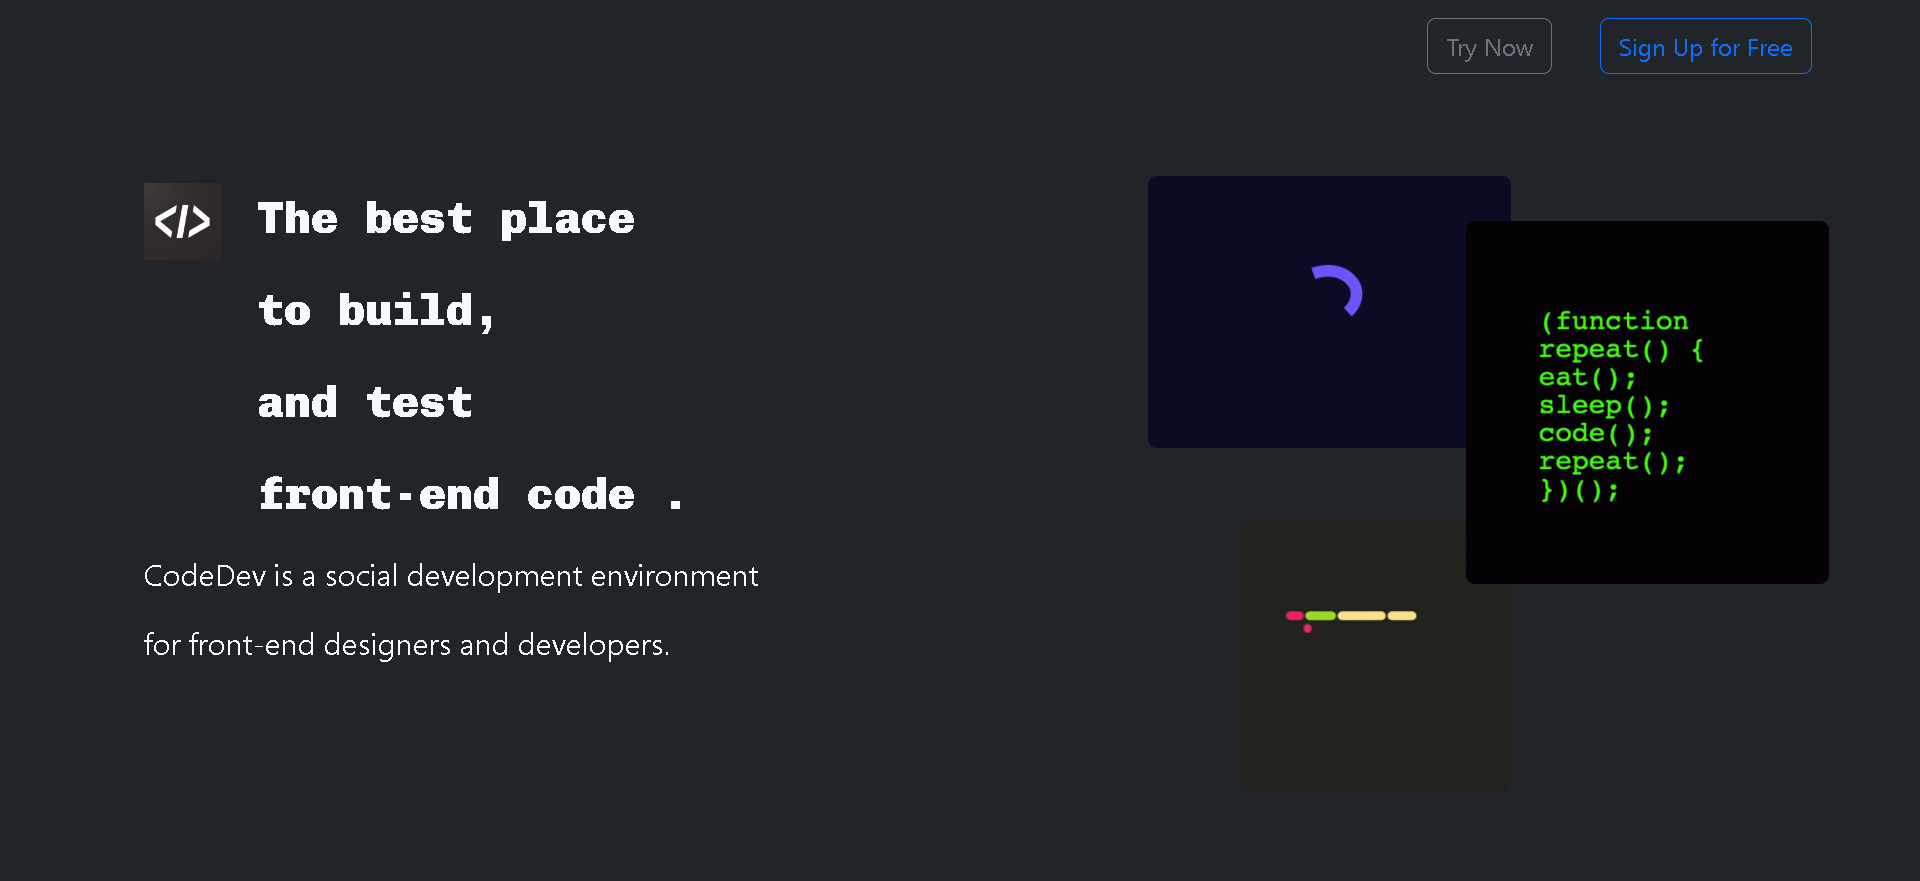 Try Now
Sign Up for Free
</>
The best place
to build,
and test
front-end code .
CodeDev is a social development environment
for front-end designers and developers.
(function
repeat() {
eat();
sleep();
code();
repeat();
})();